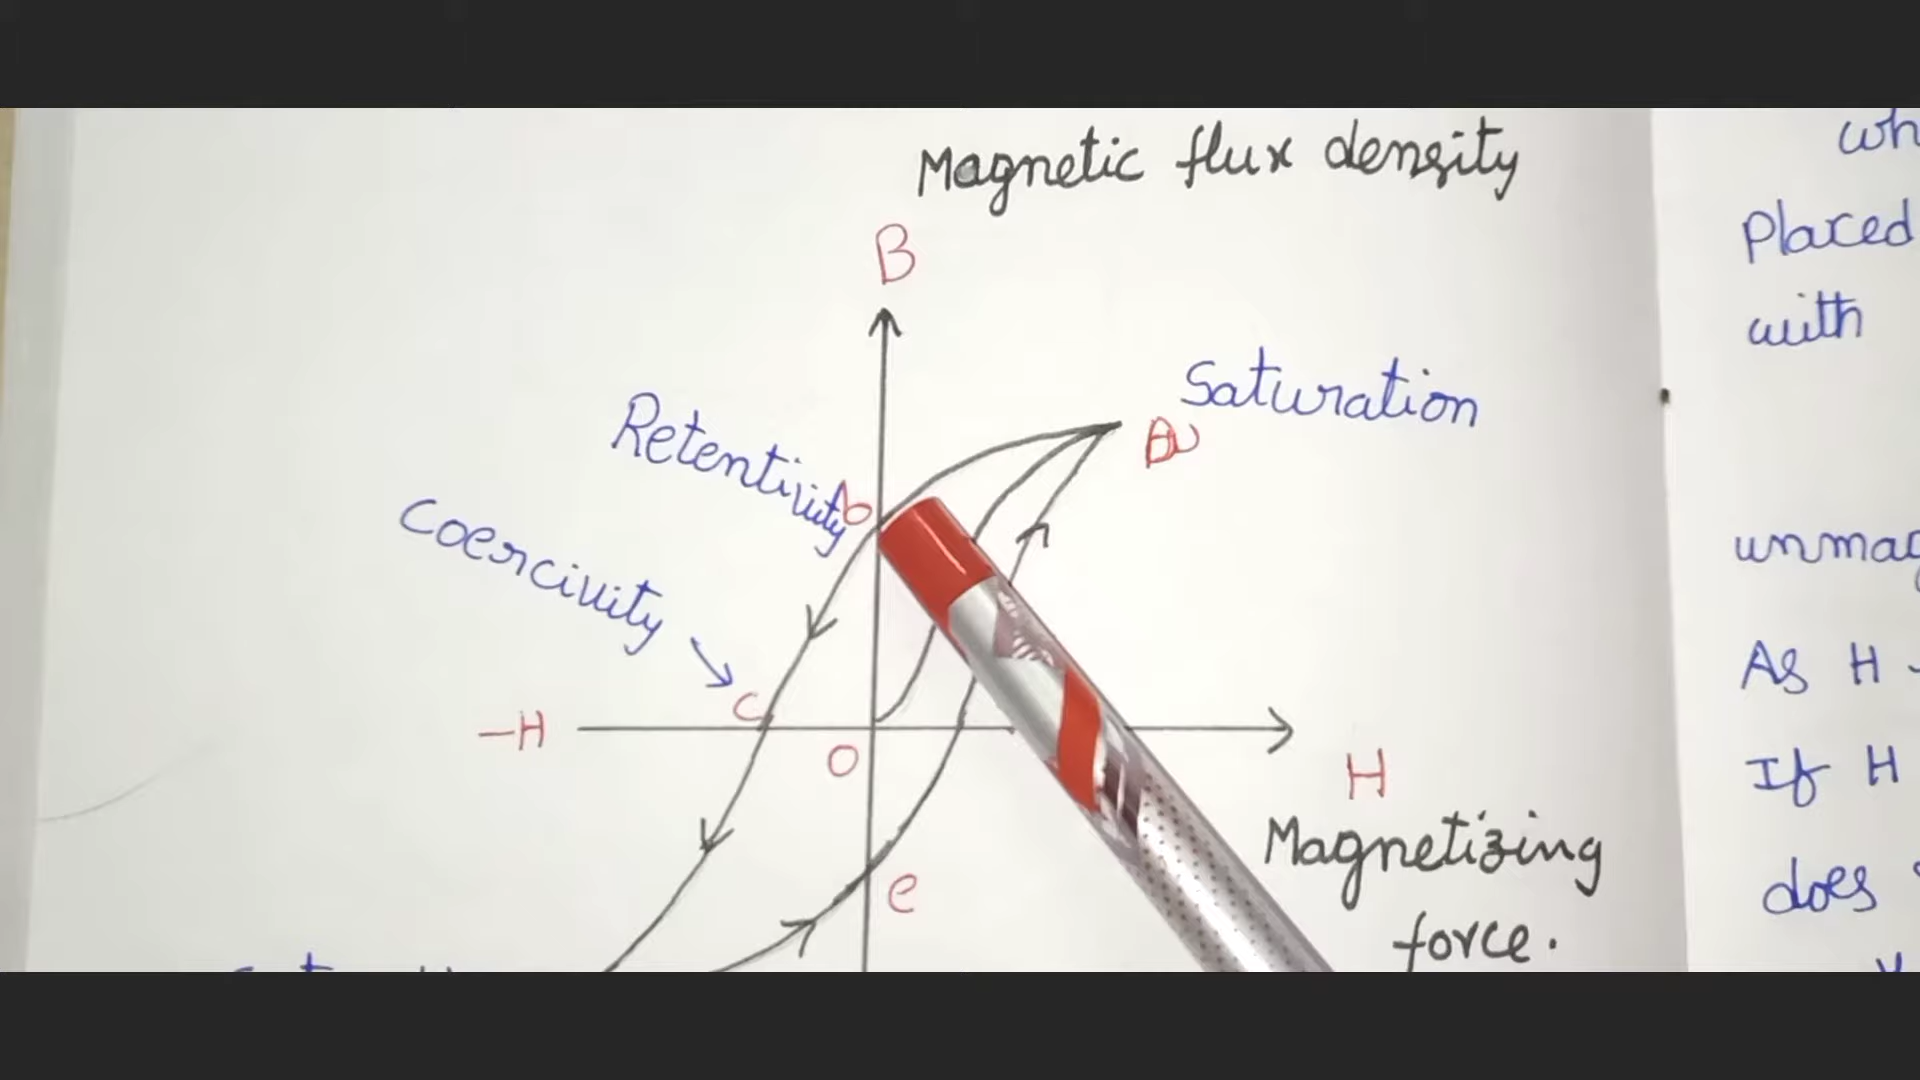 Magnetic flux density
B
Saturation
a
Retentivity
b
Coercivity
C
-H
O
H
Magnetizing
force.
e
Placed
with
As H
If H
does